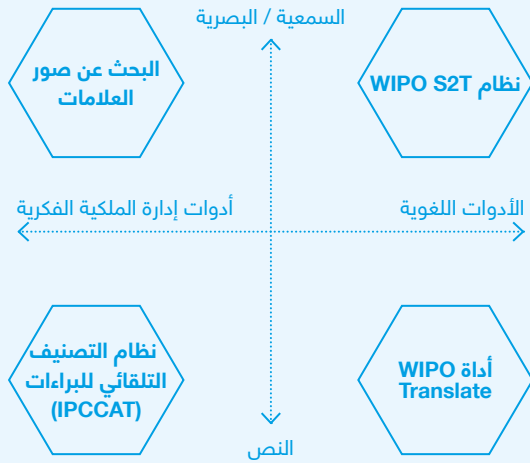 السمعية / البصرية
نظام WIPO S2T
البحث عن صور
العلامات
الأدوات اللغوية
أدوات إدارة الملكية الفكرية
أداة WIPO
Translate
نظام التصنيف
التلقائي للبراءات
(IPCCAT)
النص